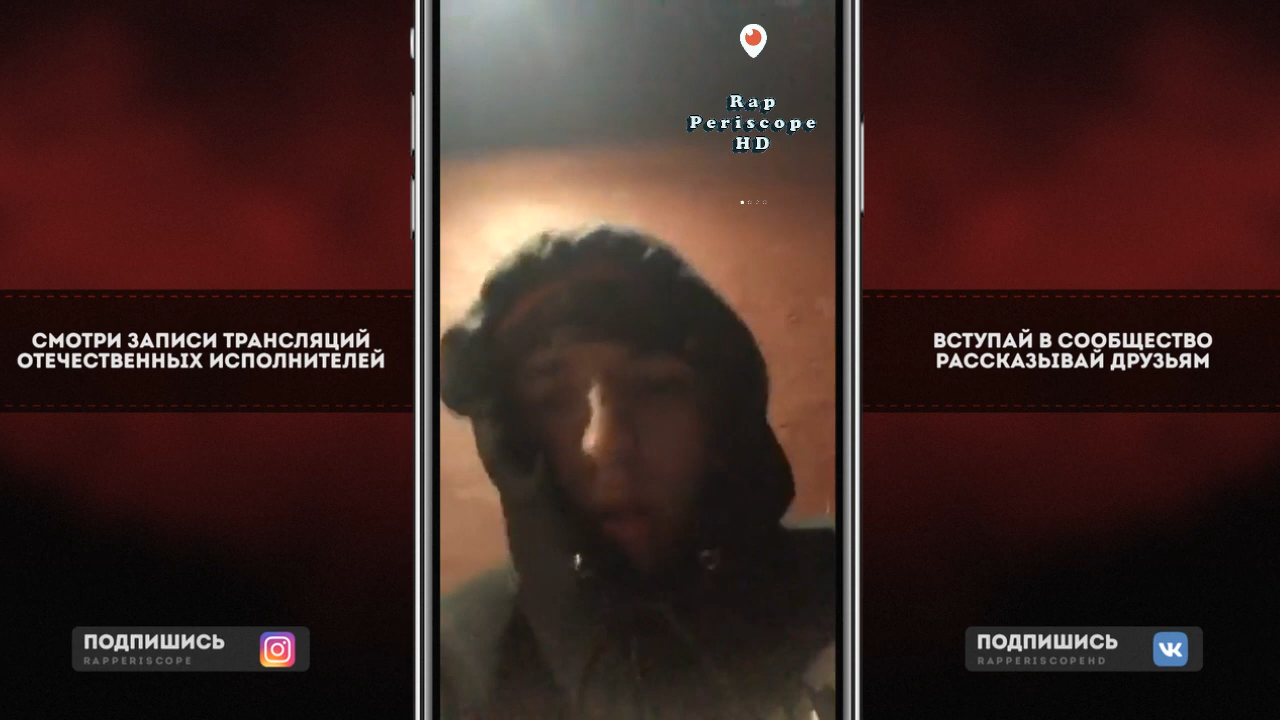 Rap
Periscope
HD
СМОТРИ ЗАПИСИ ТРАНСЛЯЦИЙ
ОТЕЧЕСТВЕННЫХ ИСПОЛНИТЕЛЕЙ
ВСТУПАЙ В СООБЩЕСТВО
РАССКАЗЫВАЙ ДРУЗЬЯМ
ПОДПИШИСЬ
RAPPERISCOPE
ПОДПИШИСЬ
RAPPERISCOPEHD